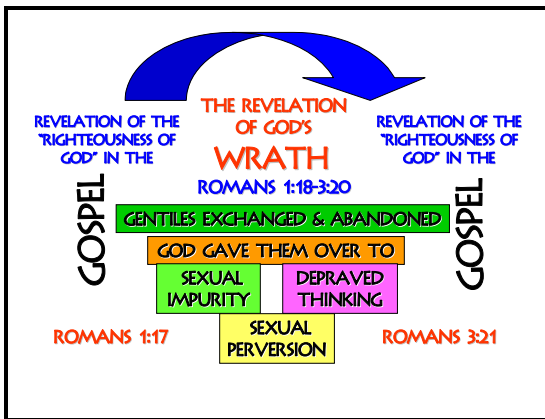 REVELATION OF THE
"RIGHTEOUSNESS OF
GOD" IN THE
GOSPEL
ROMANS 1:17
THE REVELATION
OF GOD'S
WRATH
ROMANS 1:18-3:20
GENTILES EXCHANGED & ABANDONED
GOD GAVE THEM OVER TO
SEXUAL
IMPURITY
DEPRAVED
THINKING
SEXUAL
PERVERSION
REVELATION OF THE
"RIGHTEOUSNESS OF
GOD" IN THE
GOSPEL
ROMANS 3:21